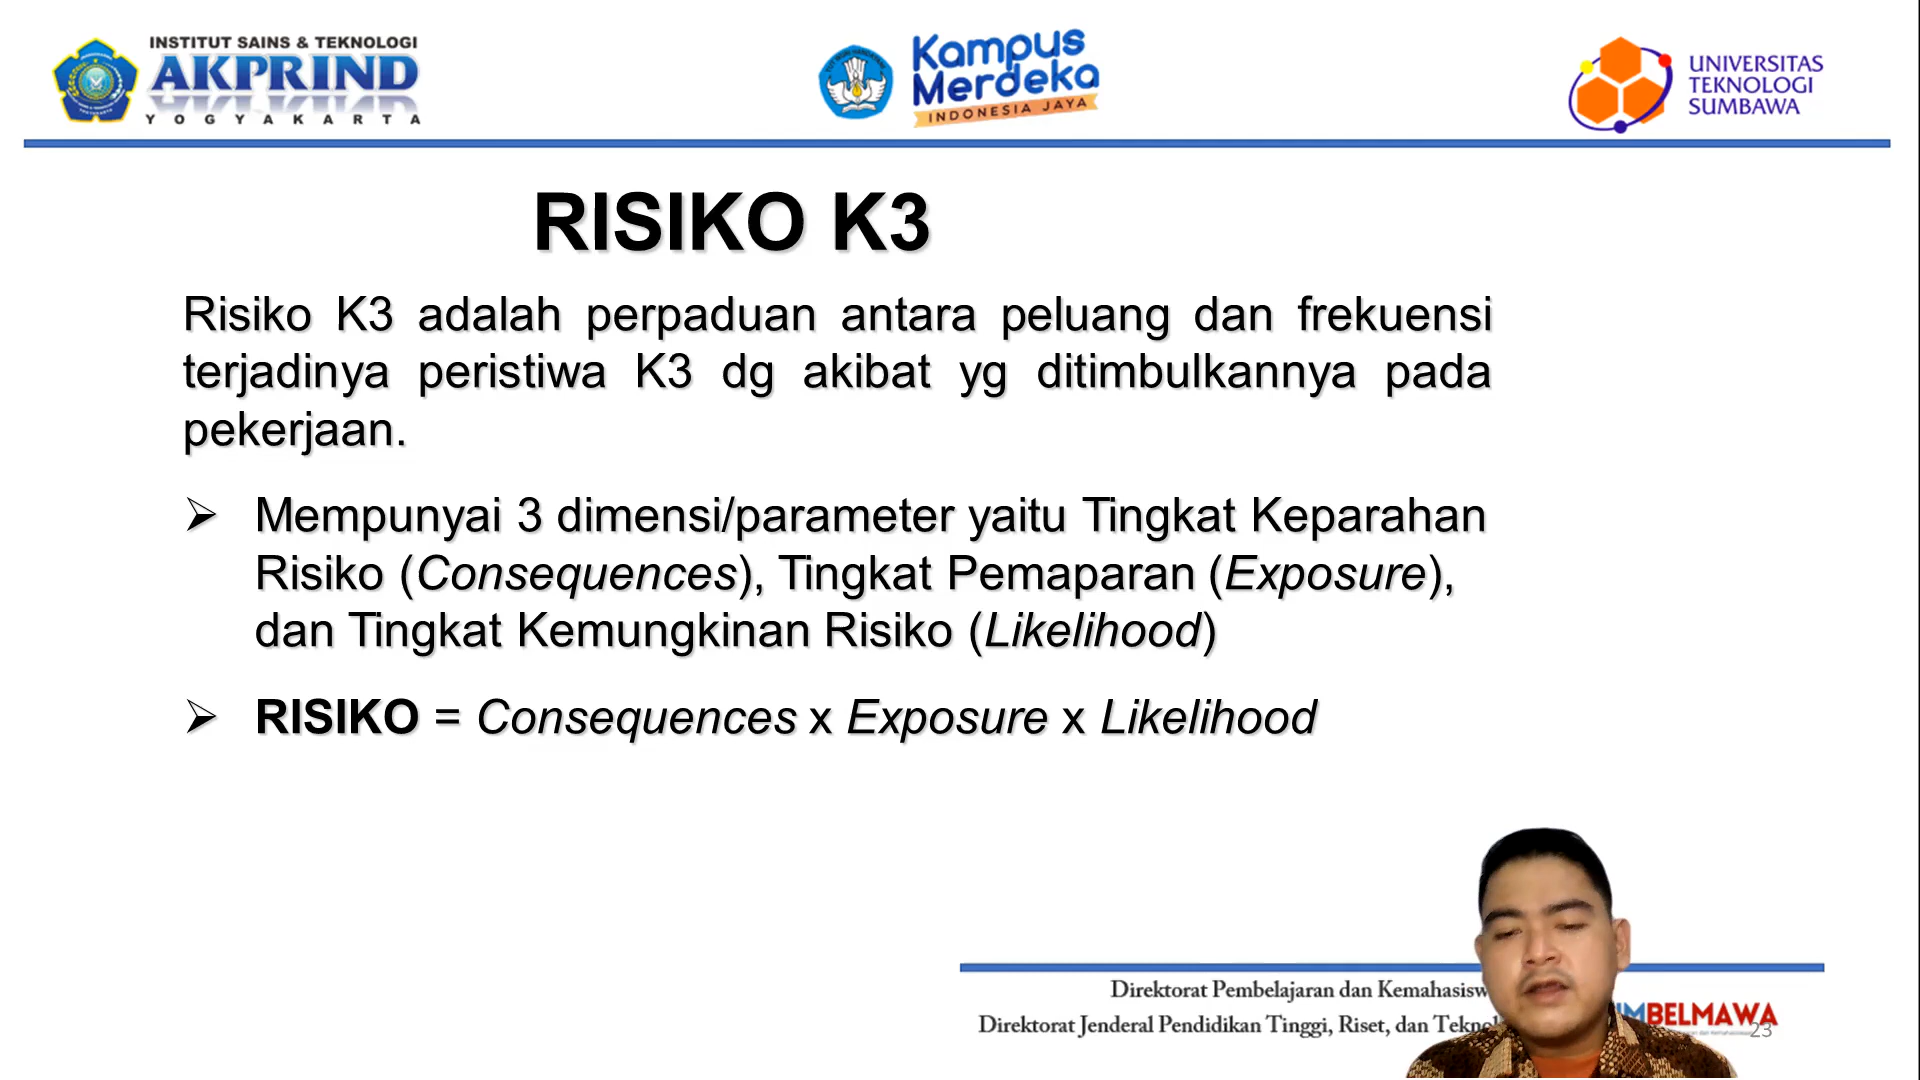 INSTITUT SAINS & TEKNOLOGI
AKPRIND
YOGYAKARTA
Kampus
Merdeka
INDONESIA JAYA
UNIVERSITAS
TEKNOLOGI
SUMBAWA
RISIKO K3
Risiko K3 adalah perpaduan antara peluang dan frekuensi
terjadinya peristiwa K3 dg akibat yg ditimbulkannya pada
pekerjaan.
➢ Mempunyai 3 dimensi/parameter yaitu Tingkat Keparahan
Risiko (Consequences), Tingkat Pemaparan (Exposure),
dan Tingkat Kemungkinan Risiko (Likelihood)
➢ RISIKO = Consequences x Exposure x Likelihood
Direktorat Pembelajaran dan Kemahasisw
Direktorat Jenderal Pendidikan Tinggi, Riset, dan Tekno
MBELMAWA
23